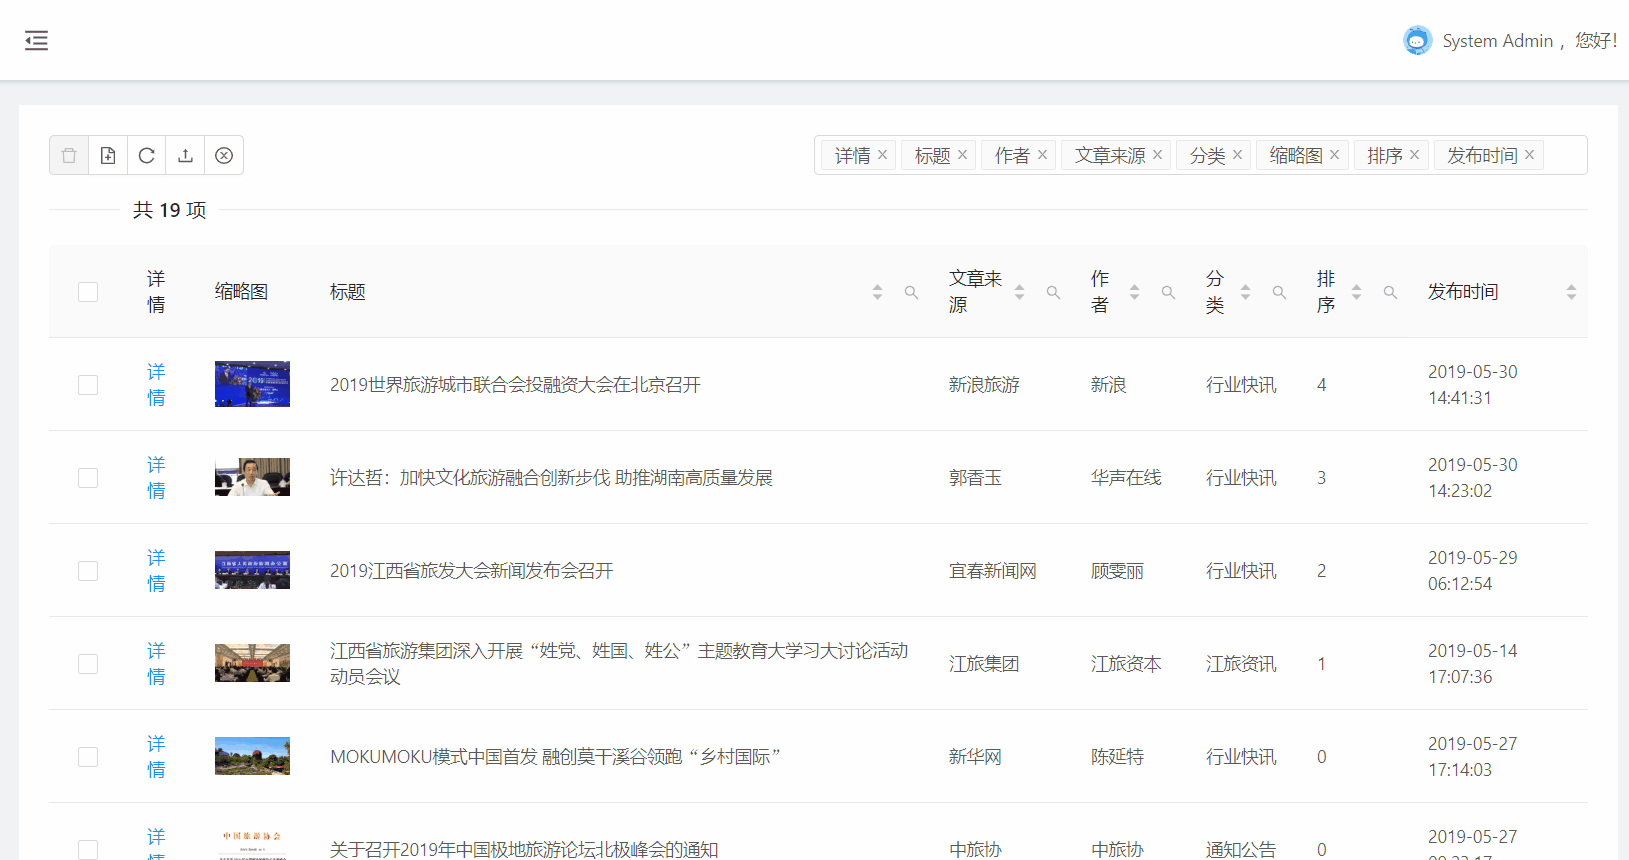 System Admin ，您好!
详情 标题 作者 文章来源 分类 缩略图 排序 发布时间
共 19 项
详情 缩略图 标题 文章来源 作者 分类 排序 发布时间
详情 2019世界旅游城市联合会投融资大会在北京召开 新浪旅游 新浪 行业快讯 4 2019-05-30 14:41:31
详情 许达哲：加快文化旅游融合创新步伐 助推湖南高质量发展 郭香玉 华声在线 行业快讯 3 2019-05-30 14:23:02
详情 2019江西省旅发大会新闻发布会召开 宜春新闻网 顾雯丽 行业快讯 2 2019-05-29 06:12:54
详情 江西省旅游集团深入开展“姓党、姓国、姓公”主题教育大学习大讨论活动
动员会议 江旅集团 江旅资本 江旅资讯 1 2019-05-14 17:07:36
详情 MOKUMOKU模式中国首发 融创莫干溪谷领跑“乡村国际” 新华网 陈延特 行业快讯 0 2019-05-27 17:14:03
中国旅游协会
详情 关于召开2019年中国极地旅游论坛北极峰会的通知 中旅协 中旅协 通知公告 0 2019-05-27